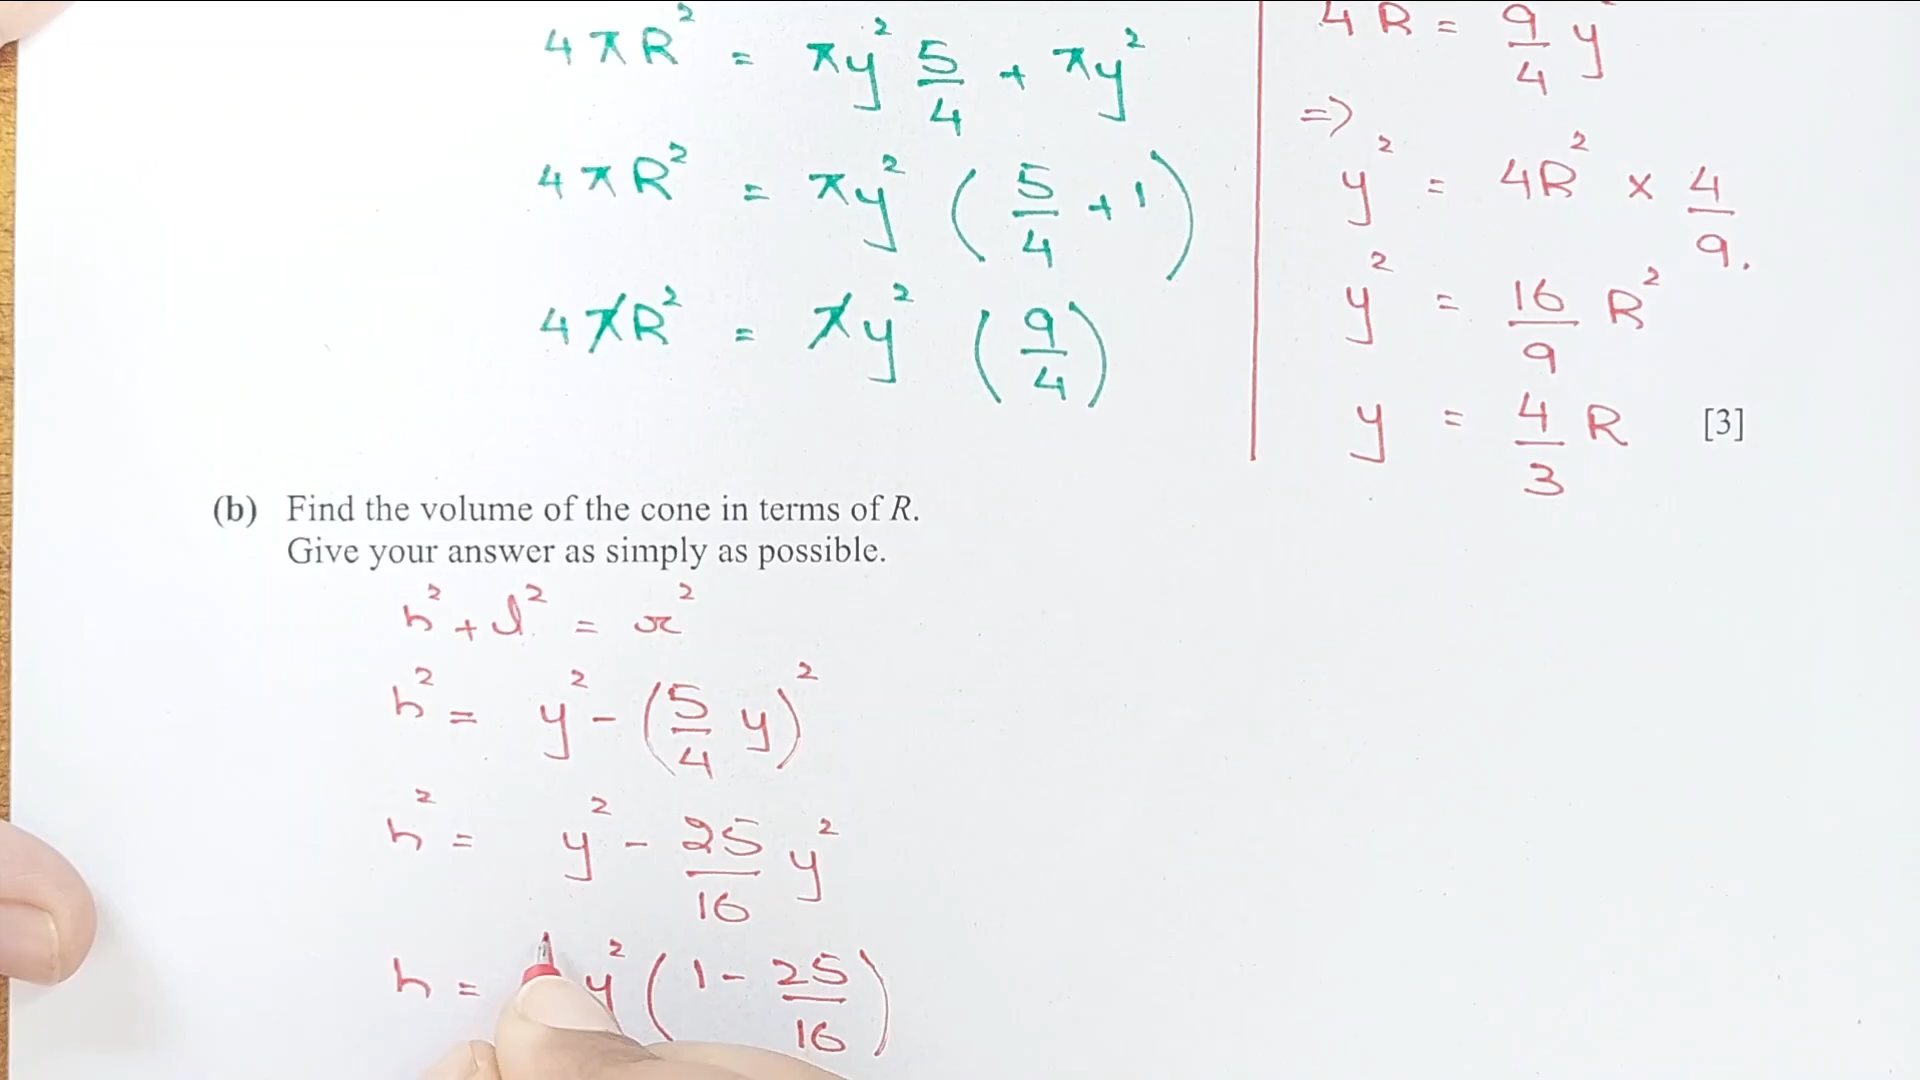 4πR² = πy² 5/4 + πy²
4πR² = πy² (5/4 + 1)
4πR² = πy² (9/4)
4R = 9/4 y
=>
y² = 4R² × 4/9.
y² = 16/9 R²
y = 4/3 R [3]
(b) Find the volume of the cone in terms of R.
Give your answer as simply as possible.
h² + l² = r²
h² = y² - (5/4 y)²
h² = y² - 25/16 y²
h = y² (1 - 25/16)